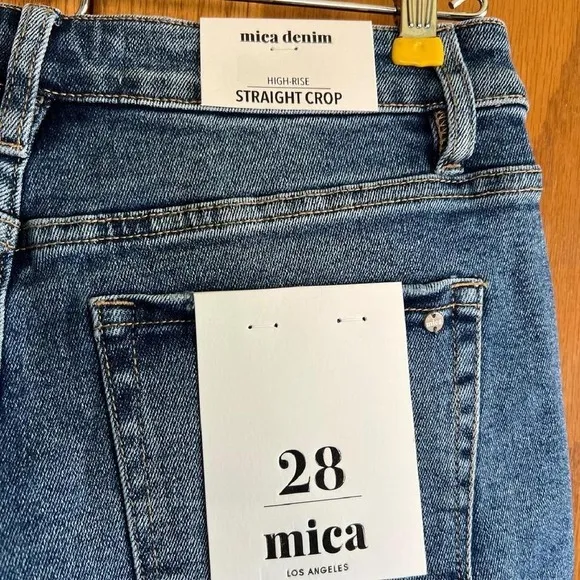 mica denim
HIGH-RISE
STRAIGHT CROP
28
mica
LOS ANGELES